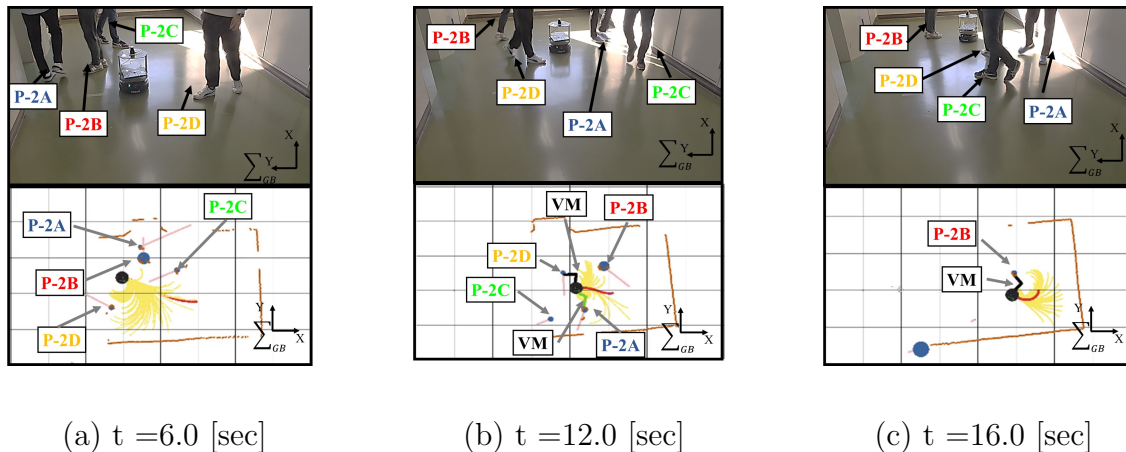 P-2C
P-2A
P-2B
P-2D
X
Y
∑GB
P-2C
P-2A
P-2B
P-2D
Y
X
∑GB
(a) t =6.0 [sec]
P-2B
P-2D
P-2C
P-2A
X
Y
∑GB
VM
P-2B
P-2D
P-2C
VM
P-2A
Y
X
∑GB
(b) t =12.0 [sec]
P-2B
P-2D
P-2C
P-2A
X
Y
∑GB
P-2B
VM
Y
X
∑GB
(c) t =16.0 [sec]